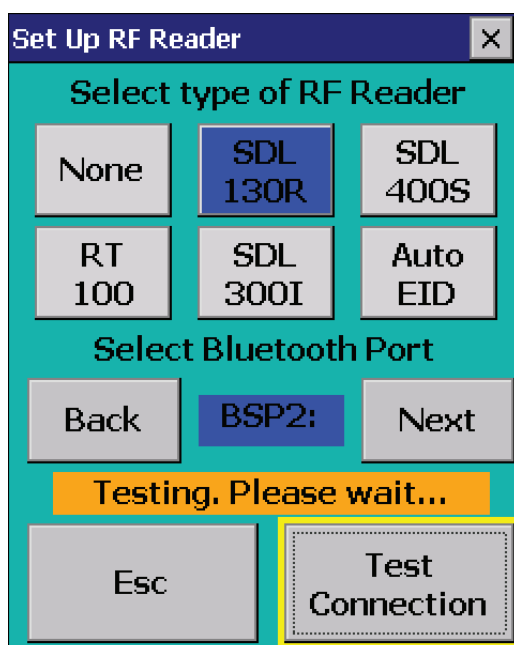 Set Up RF Reader
Select type of RF Reader
None
SDL
130R
SDL
400S
RT
100
SDL
300I
Auto
EID
Select Bluetooth Port
Back
BSP2:
Next
Testing. Please wait...
Esc
Test
Connection